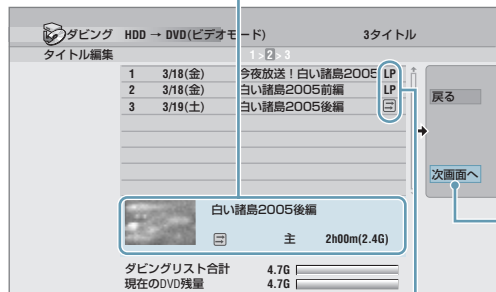 ダビング HDD → DVD(ビデオモード) 3タイトル
タイトル編集 1 > 2 > 3
1 3/18(金) 今夜放送！白い諸島2005 LP
2 3/18(金) 白い諸島2005前編 LP
3 3/19(土) 白い諸島2005後編
戻る
次画面へ
白い諸島2005後編
主 2h00m(2.4G)
ダビングリスト合計 4.7G
現在のDVD残量 4.7G